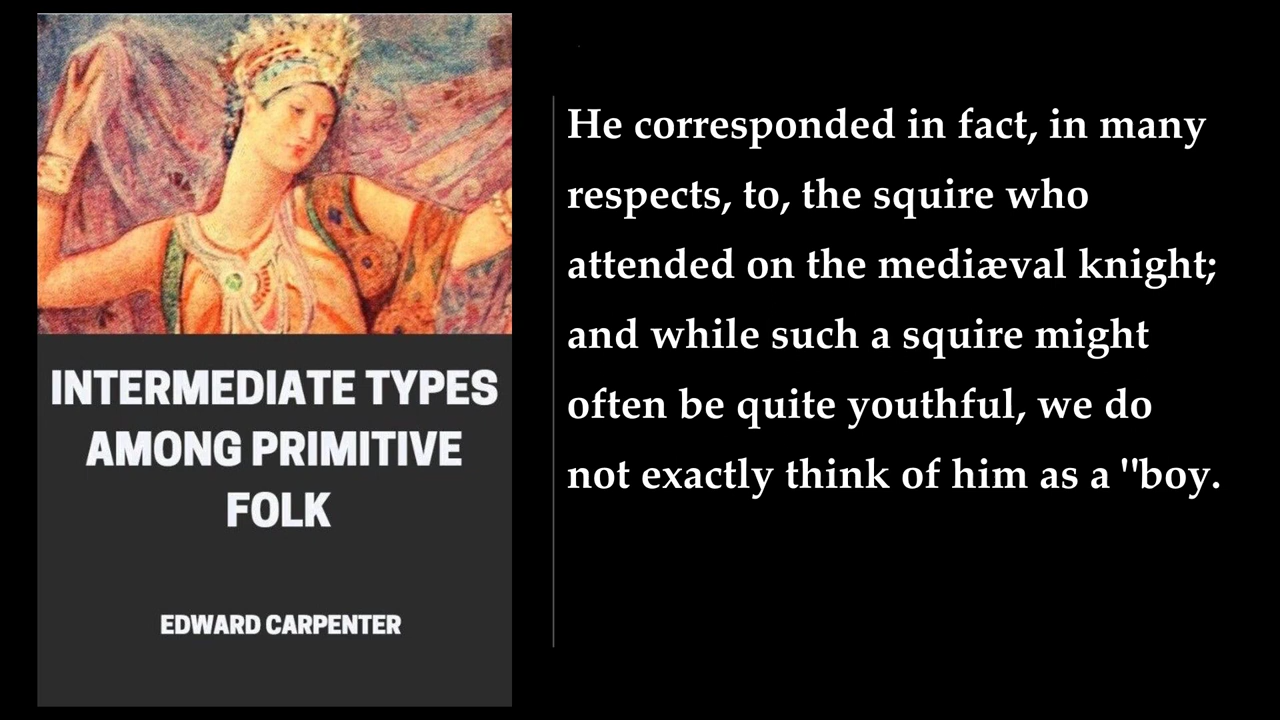 INTERMEDIATE TYPES
AMONG PRIMITIVE
FOLK
EDWARD CARPENTER
He corresponded in fact, in many
respects, to, the squire who
attended on the mediæval knight;
and while such a squire might
often be quite youthful, we do
not exactly think of him as a "boy.